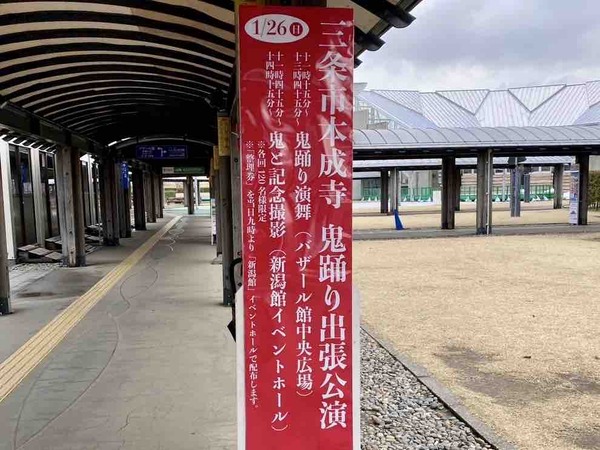 1/26(日)
三条市本成寺 鬼踊り出張公演
十一時十五分〜
十三時四十五分〜
鬼踊り演舞(バザール館中央広場)
十一時四十五分〜
十四時十五分〜
鬼と記念撮影(新潟館イベントホール)
※各回120名様限定
※「整理券」を当日九時より「新潟館」イベントホールで配布します。